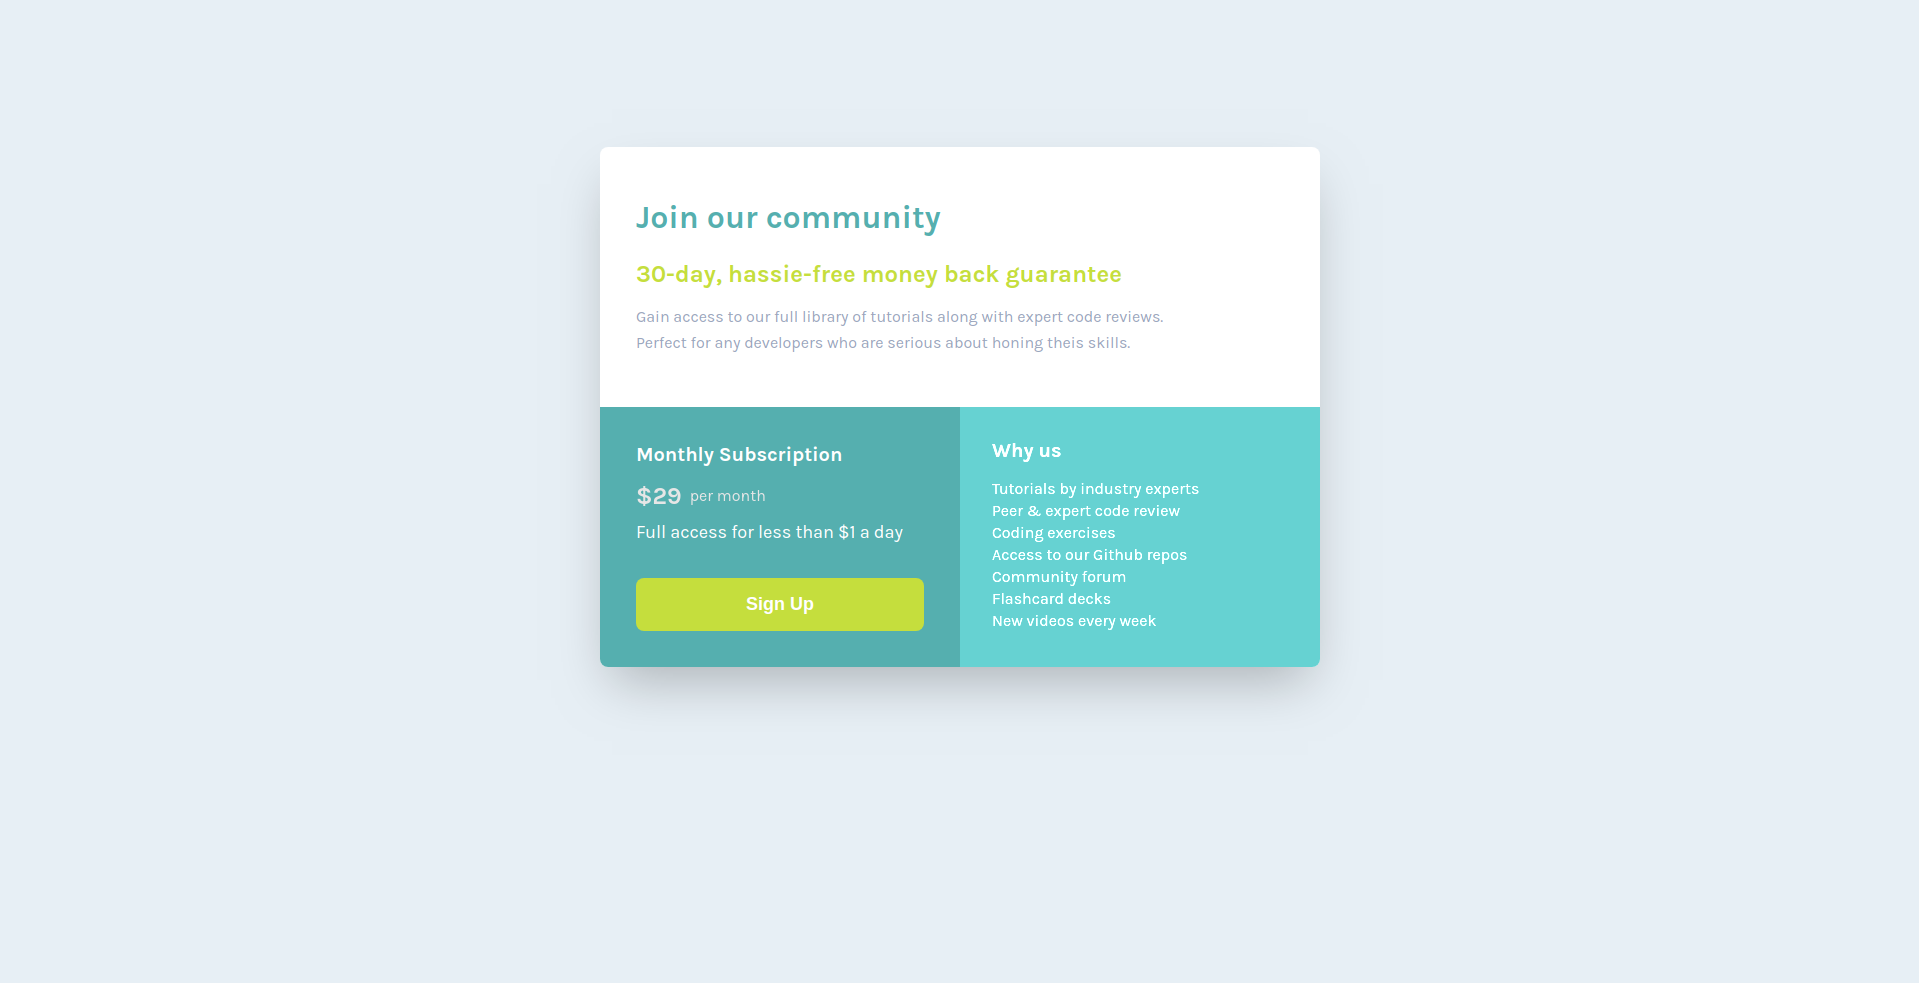 Join our community
30-day, hassie-free money back guarantee
Gain access to our full library of tutorials along with expert code reviews.
Perfect for any developers who are serious about honing theis skills.
Monthly Subscription
$29 per month
Full access for less than $1 a day
Sign Up
Why us
Tutorials by industry experts
Peer & expert code review
Coding exercises
Access to our Github repos
Community forum
Flashcard decks
New videos every week